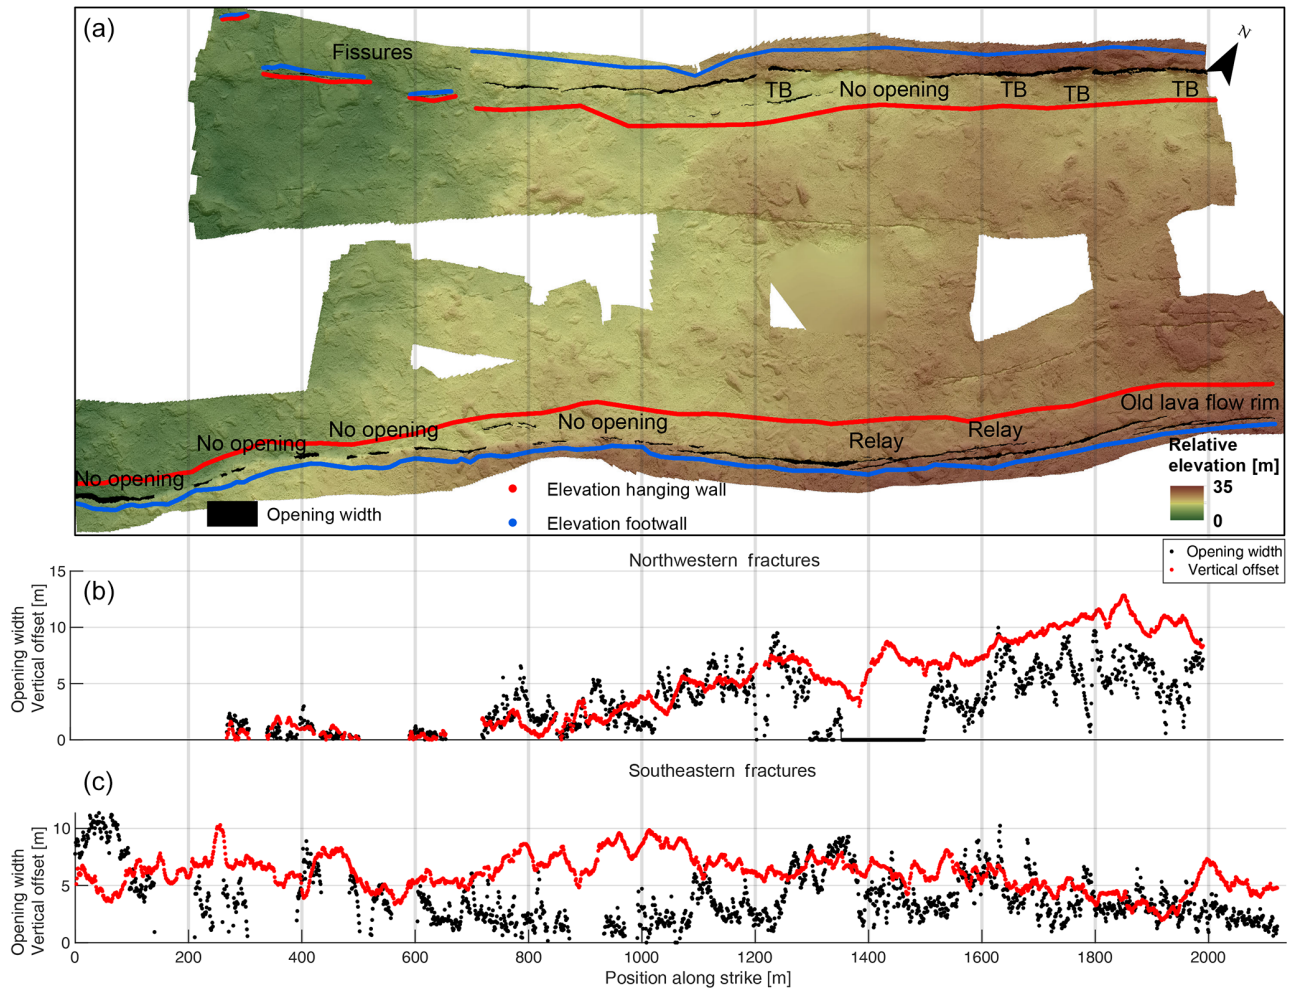 (a)
N
Fissures
TB
No opening
TB
TB
TB
Old lava flow rim
No opening
No opening
No opening
Relay
Relay
No opening
Relative
elevation [m]
35
0
Elevation hanging wall
Opening width
Elevation footwall
Opening width
Vertical offset
Northwestern fractures
(b)
Opening width
Vertical offset [m]
15
10
5
0
Southeastern fractures
(c)
Opening width
Vertical offset [m]
10
5
0
0 200 400 600 800 1000 1200 1400 1600 1800 2000
Position along strike [m]